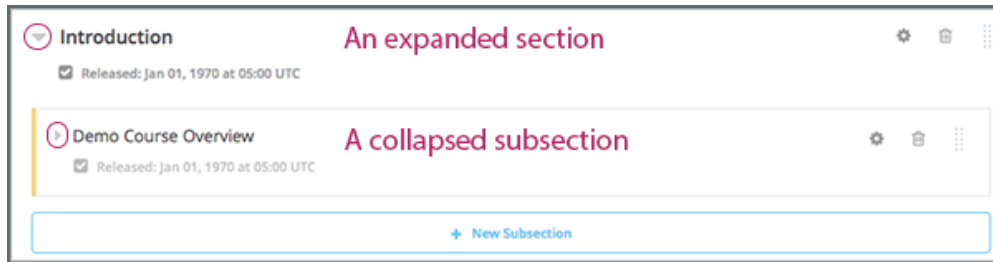 Introduction An expanded section
Released: Jan 01, 1970 at 05:00 UTC
Demo Course Overview A collapsed subsection
Released: Jan 01, 1970 at 05:00 UTC
+ New Subsection